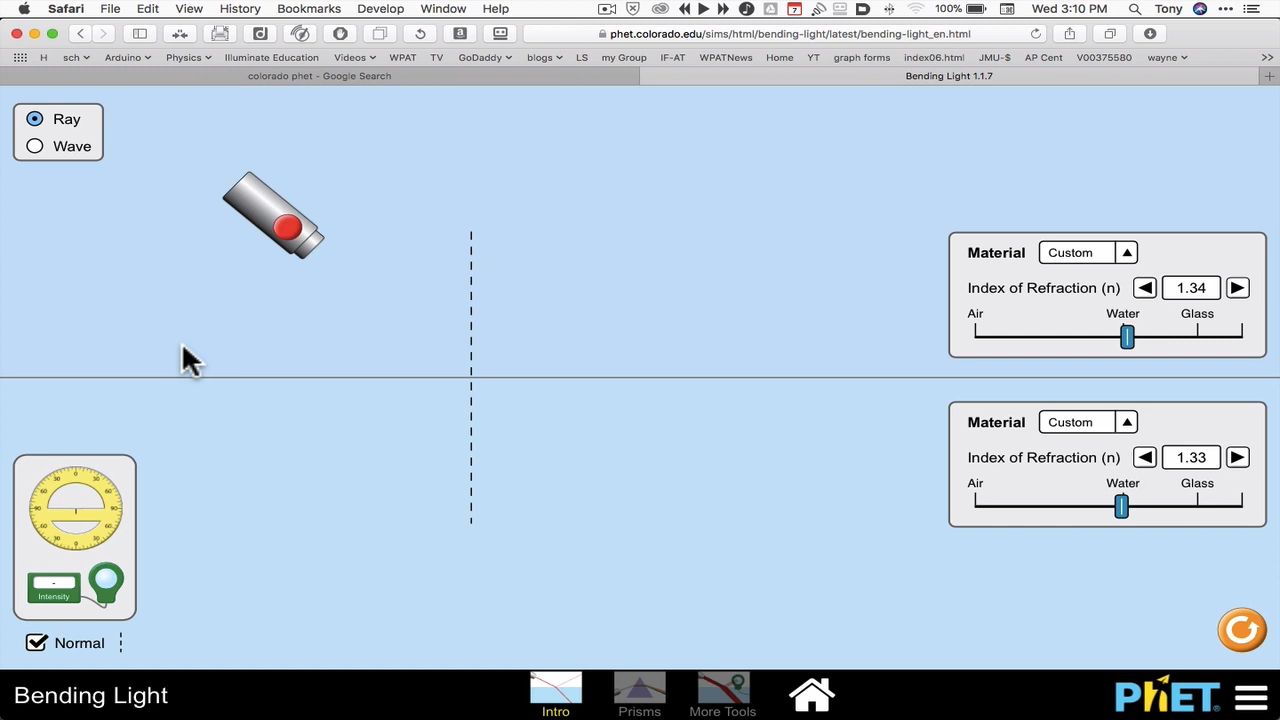 Safari File Edit View History Bookmarks Develop Window Help 100% Wed 3:10 PM Tony
phet.colorado.edu/sims/html/bending-light/latest/bending-light_en.html
H sch Arduino Physics Illuminate Education Videos WPAT TV GoDaddy blogs LS my Group IF-AT WPATNews Home YT graph forms index06.html JMU-$ AP Cent V00375580 wayne
colorado phet - Google Search Bending Light 1.1.7
Ray
Wave
Material Custom
Index of Refraction (n) 1.34
Air Water Glass
Material Custom
Index of Refraction (n) 1.33
Air Water Glass
Intensity
Normal
Bending Light
Intro Prisms More Tools
PhET